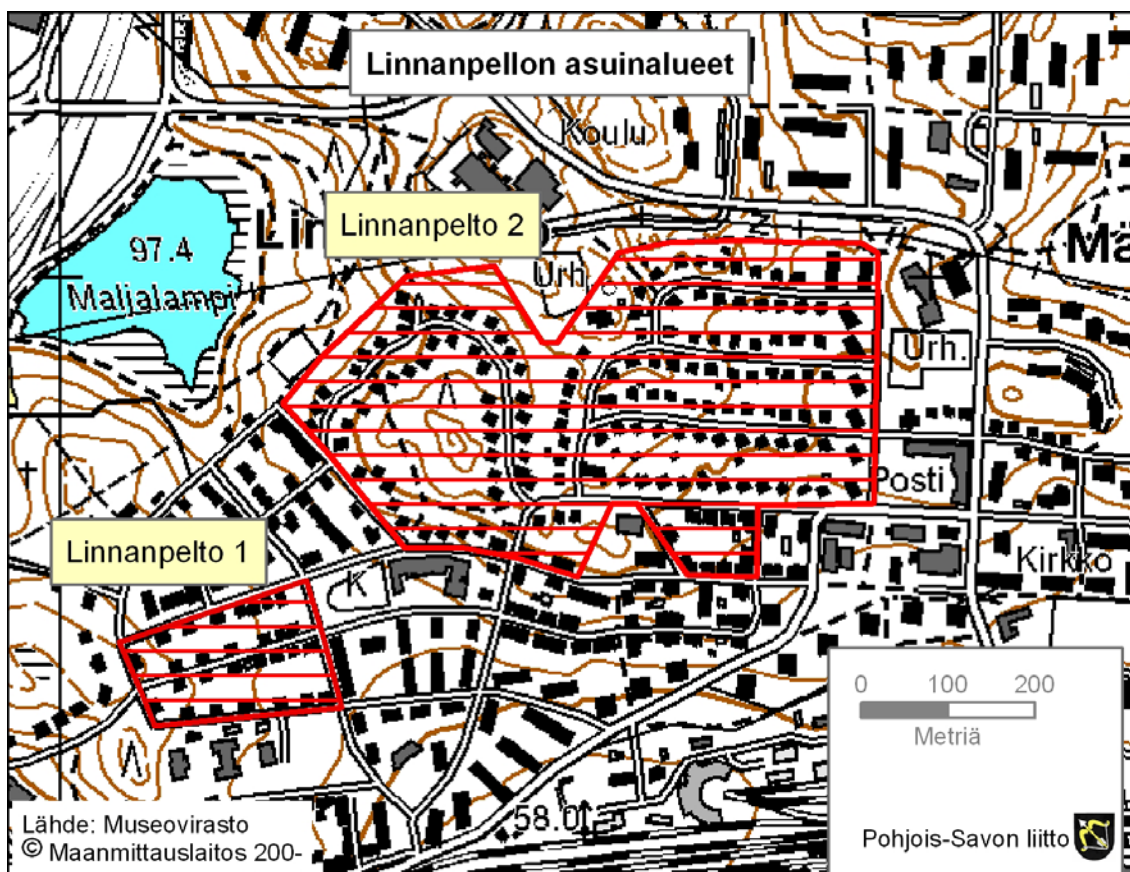 Linnanpellon asuinalueet
Koulu
Linnanpelto 2
97.4
Maljalampi
Urh.
Urh.
Posti
Linnanpelto 1
K
Kirkko
0 100 200
Metriä
58.0
Lähde: Museovirasto
© Maanmittauslaitos 200-
Pohjois-Savon liitto